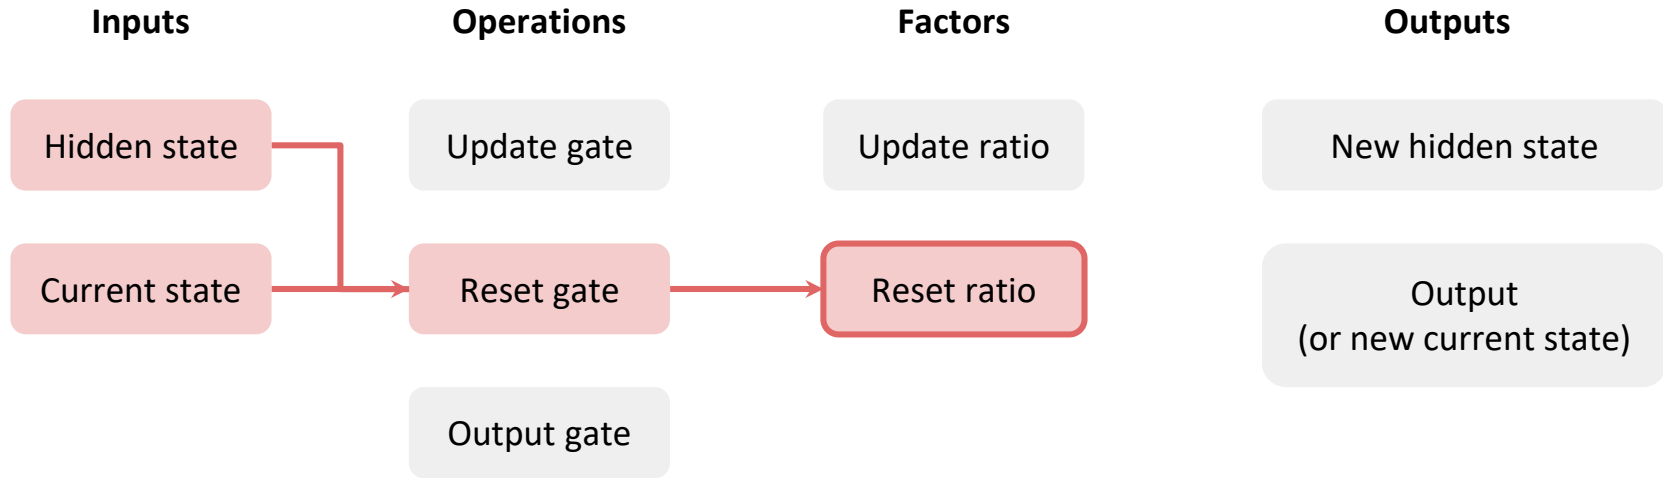 Inputs
Operations
Factors
Outputs
Hidden state
Update gate
Update ratio
New hidden state
Current state
Reset gate
Reset ratio
Output
(or new current state)
Output gate